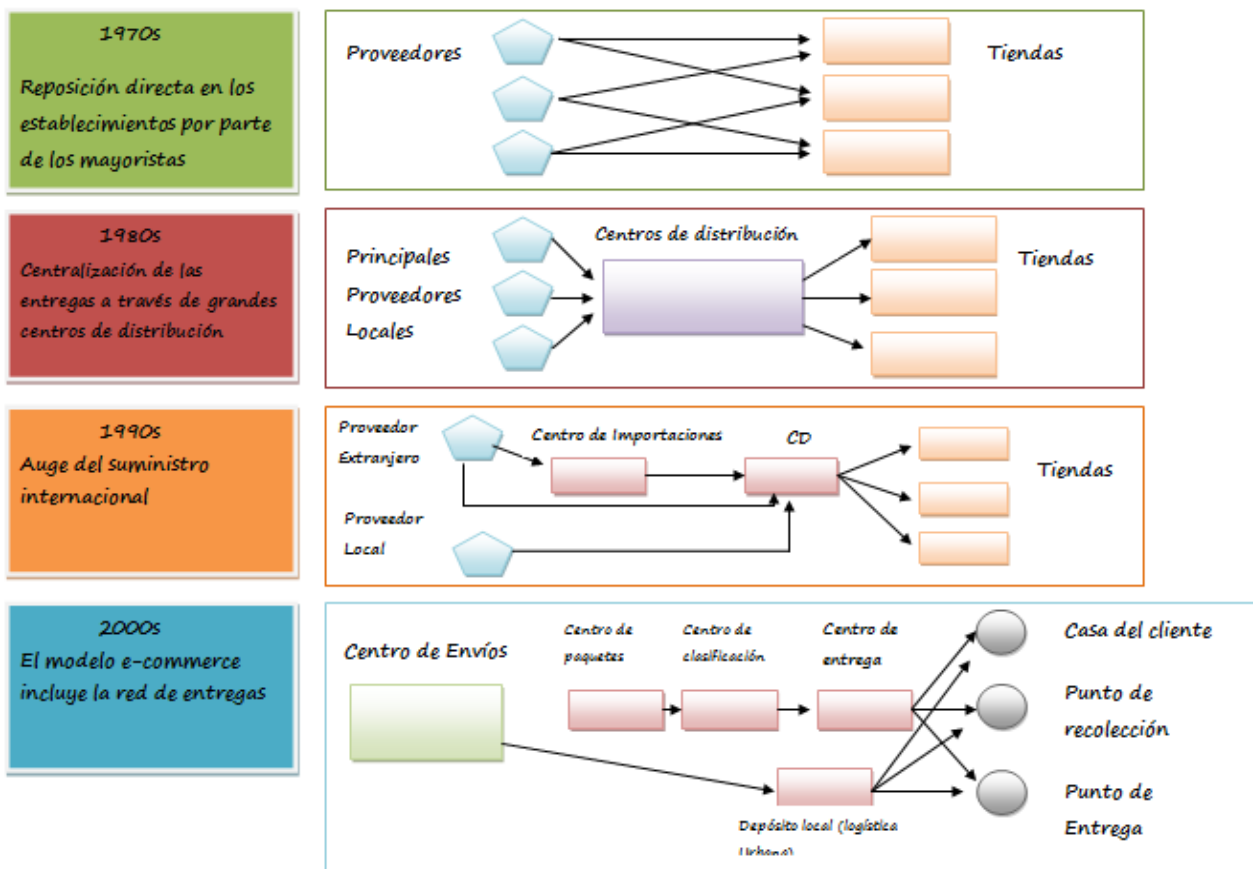 1970s
Reposición directa en los
establecimientos por parte
de los mayoristas
Proveedores
Tiendas
1980s
Centralización de las
entregas a través de grandes
centros de distribución
Principales
Proveedores
Locales
Centros de distribución
Tiendas
1990s
Auge del suministro
internacional
Proveedor
Extranjero
Centro de Importaciones
CD
Proveedor
Local
Tiendas
2000s
El modelo e-commerce
incluye la red de entregas
Centro de Envíos
Centro de
paquetes
Centro de
clasificación
Centro de
entrega
Casa del cliente
Punto de
recolección
Punto de
Entrega
Depósito local (logística
Urbana)